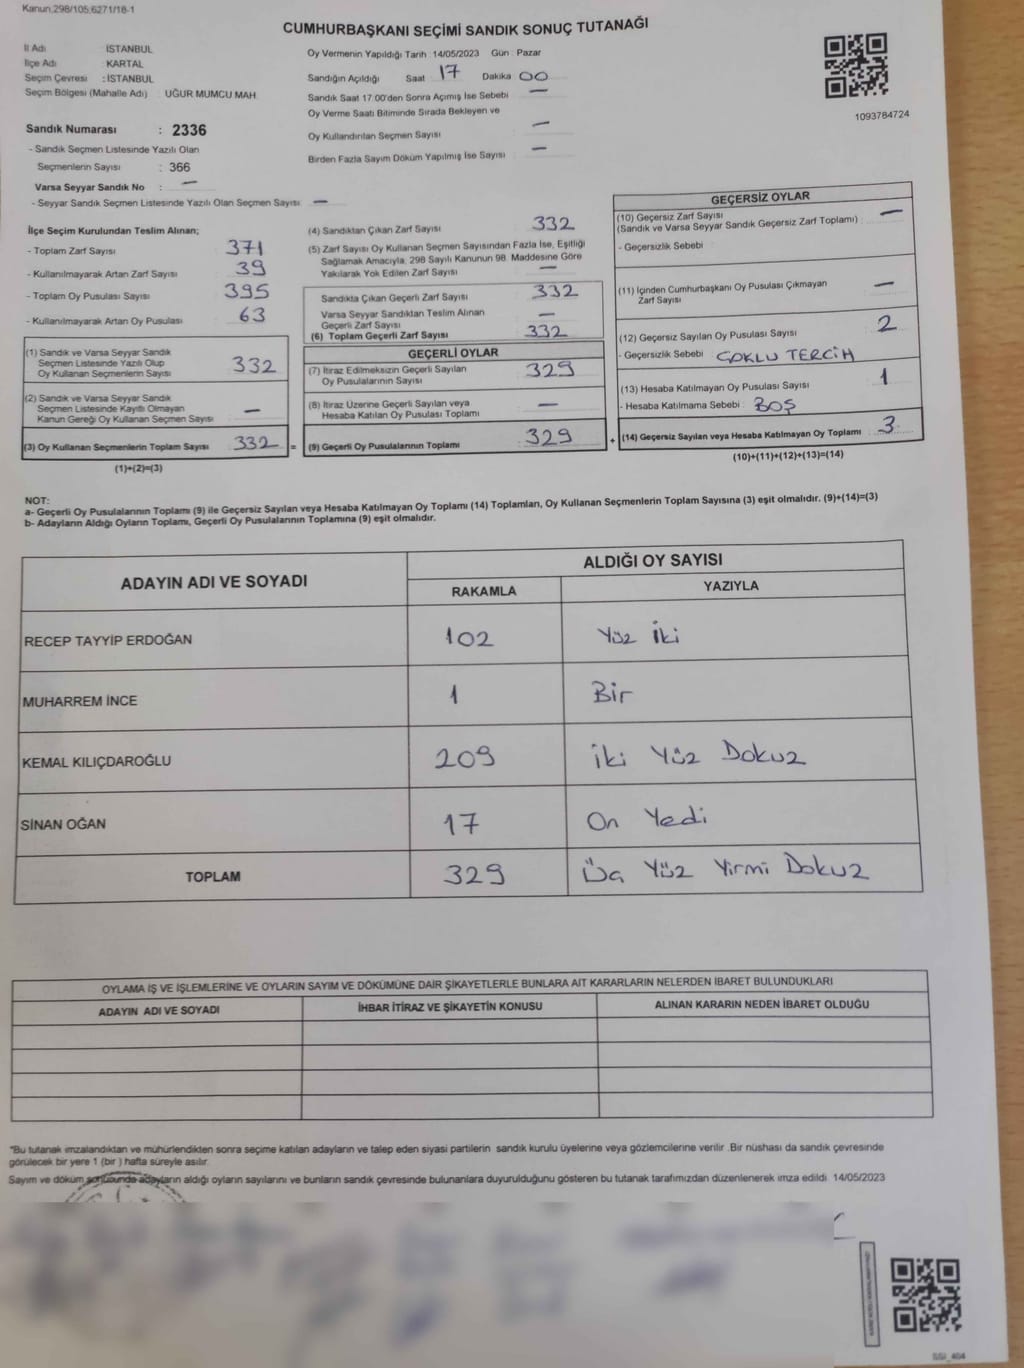 Kanun,298/105,6271/18-1
CUMHURBAŞKANI SEÇİMİ SANDIK SONUÇ TUTANAĞI
İl Adı : İSTANBUL
İlçe Adı : KARTAL
Seçim Çevresi : İSTANBUL
Seçim Bölgesi (Mahalle Adı) : UĞUR MUMCU MAH.
Sandık Numarası : 2336
- Sandık Seçmen Listesinde Yazılı Olan
Seçmenlerin Sayısı : 366
Varsa Seyyar Sandık No : —
- Seyyar Sandık Seçmen Listesinde Yazılı Olan Seçmen Sayısı : —
Oy Vermenin Yapıldığı Tarih : 14/05/2023 Gün : Pazar
Sandığın Açıldığı Saat 17 Dakika 00
Sandık Saat 17:00'den Sonra Açımış İse Sebebi —
Oy Verme Saati Bitiminde Sırada Bekleyen ve
Oy Kullandırılan Seçmen Sayısı —
Birden Fazla Sayım Döküm Yapılmış İse Sayısı —
1093784724
İlçe Seçim Kurulundan Teslim Alınan;
- Toplam Zarf Sayısı : 371
- Kullanılmayarak Artan Zarf Sayısı : 39
- Toplam Oy Pusulası Sayısı : 395
- Kullanılmayarak Artan Oy Pusulası : 63
(1) Sandık ve Varsa Seyyar Sandık
Seçmen Listesinde Yazılı Olup
Oy Kullanan Seçmenlerin Sayısı : 332
(2) Sandık ve Varsa Seyyar Sandık
Seçmen Listesinde Kayıtlı Olmayan
Kanun Gereği Oy Kullanan Seçmen Sayısı : —
(3) Oy Kullanan Seçmenlerin Toplam Sayısı : 332 =
(1)+(2)=(3)
(4) Sandıktan Çıkan Zarf Sayısı : 332
(5) Zarf Sayısı Oy Kullanan Seçmen Sayısından Fazla İse, Eşitliği
Sağlamak Amacıyla, 298 Sayılı Kanunun 98. Maddesine Göre
Yakılarak Yok Edilen Zarf Sayısı : —
Sandıkta Çıkan Geçerli Zarf Sayısı : 332
Varsa Seyyar Sandıktan Teslim Alınan
Geçerli Zarf Sayısı : —
(6) Toplam Geçerli Zarf Sayısı : 332
GEÇERLİ OYLAR
(7) İtiraz Edilmeksizin Geçerli Sayılan
Oy Pusulalarının Sayısı : 329
(8) İtiraz Üzerine Geçerli Sayılan veya
Hesaba Katılan Oy Pusulası Toplamı : —
(9) Geçerli Oy Pusulalarının Toplamı : 329 +
GEÇERSİZ OYLAR
(10) Geçersiz Zarf Sayısı : —
(Sandık ve Varsa Seyyar Sandık Geçersiz Zarf Toplamı)
- Geçersizlik Sebebi :
(11) İçinden Cumhurbaşkanı Oy Pusulası Çıkmayan
Zarf Sayısı : —
(12) Geçersiz Sayılan Oy Pusulası Sayısı : 2
- Geçersizlik Sebebi : ÇOKLU TERCİH
(13) Hesaba Katılmayan Oy Pusulası Sayısı : 1
- Hesaba Katılmama Sebebi : BOŞ
(14) Geçersiz Sayılan veya Hesaba Katılmayan Oy Toplamı : 3
(10)+(11)+(12)+(13)=(14)
NOT:
a- Geçerli Oy Pusulalarının Toplamı (9) ile Geçersiz Sayılan veya Hesaba Katılmayan Oy Toplamı (14) Toplamları, Oy Kullanan Seçmenlerin Toplam Sayısına (3) eşit olmalıdır. (9)+(14)=(3)
b- Adayların Aldığı Oyların Toplamı, Geçerli Oy Pusulalarının Toplamına (9) eşit olmalıdır.
ADAYIN ADI VE SOYADI ALDIĞI OY SAYISI
RAKAMLA YAZIYLA
RECEP TAYYİP ERDOĞAN 102 Yüz İki
MUHARREM İNCE 1 Bir
KEMAL KILIÇDAROĞLU 209 İki Yüz Dokuz
SİNAN OĞAN 17 On Yedi
TOPLAM 329 Üç Yüz Yirmi Dokuz
OYLAMA İŞ VE İŞLEMLERİNE VE OYLARIN SAYIM VE DÖKÜMÜNE DAİR ŞİKAYETLERLE BUNLARA AİT KARARLARIN NELERDEN İBARET BULUNDUKLARI
ADAYIN ADI VE SOYADI İHBAR İTİRAZ VE ŞİKAYETİN KONUSU ALINAN KARARIN NEDEN İBARET OLDUĞU
*Bu tutanak imzalandıktan ve mühürlendikten sonra seçime katılan adayların ve talep eden siyasi partilerin sandık kurulu üyelerine veya gözlemcilerine verilir. Bir nüshası da sandık çevresinde
görülecek bir yere 1 (bir ) hafta süreyle asılır.
Sayım ve döküm sonucunda adayların aldığı oyların sayılarını ve bunların sandık çevresinde bulunanlara duyurulduğunu gösteren bu tutanak tarafımızdan düzenlenerek imza edildi. 14/05/2023
SSI_404